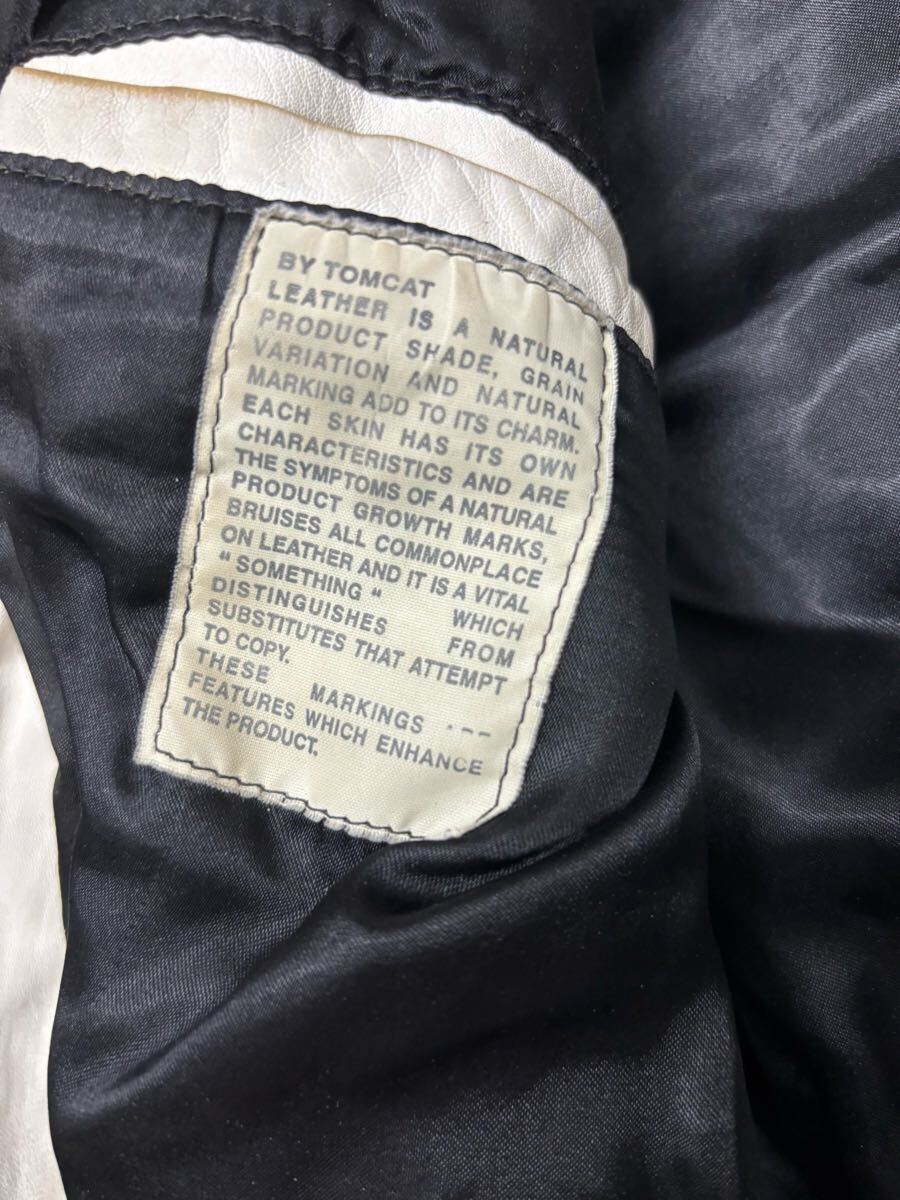 BY TOMCAT
LEATHER IS A NATURAL
PRODUCT SHADE, GRAIN
VARIATION AND NATURAL
MARKING ADD TO ITS CHARM.
EACH SKIN HAS ITS OWN
CHARACTERISTICS AND ARE
THE SYMPTOMS OF A NATURAL
PRODUCT GROWTH MARKS,
BRUISES ALL COMMONPLACE
ON LEATHER AND IT IS A VITAL
“ SOMETHING “ WHICH
DISTINGUISHES FROM
SUBSTITUTES THAT ATTEMPT
TO COPY.
THESE MARKINGS
FEATURES WHICH ENHANCE
THE PRODUCT.